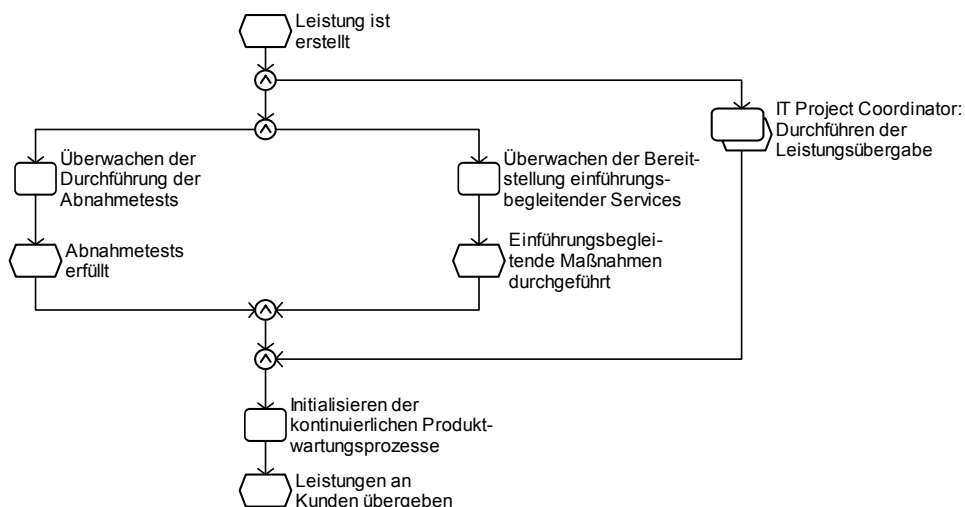 Leistung ist
erstellt
IT Project Coordinator:
Durchführen der
Leistungsübergabe
Überwachen der
Durchführung der
Abnahmetests
Überwachen der Bereit-
stellung einführungs-
begleitender Services
Abnahmetests
erfüllt
Einführungsbeglei-
tende Maßnahmen
durchgeführt
Initialisieren der
kontinuierlichen Produkt-
wartungsprozesse
Leistungen an
Kunden übergeben